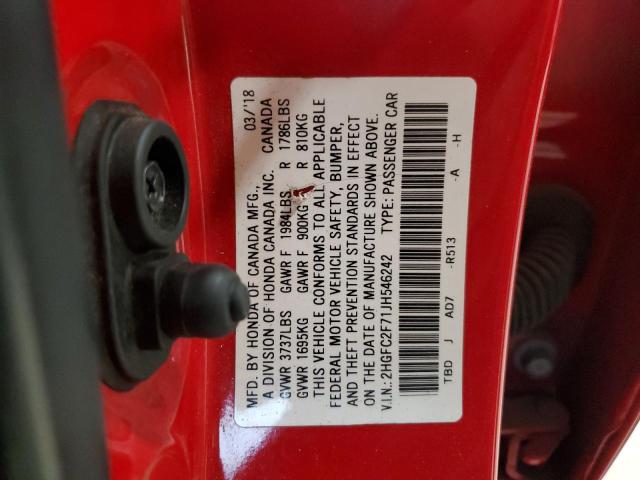 MFD. BY HONDA OF CANADA MFG., 03/'18
A DIVISION OF HONDA CANADA INC. CANADA
GVWR 3737LBS GAWR F 1984LBS R 1786LBS
GVWR 1695KG GAWR F 900KG R 810KG
THIS VEHICLE CONFORMS TO ALL APPLICABLE
FEDERAL MOTOR VEHICLE SAFETY, BUMPER,
AND THEFT PREVENTION STANDARDS IN EFFECT
ON THE DATE OF MANUFACTURE SHOWN ABOVE.
V.I.N.: 2HGFC2F71JH546242 TYPE: PASSENGER CAR
TBD J AD7 -R513 -A -H